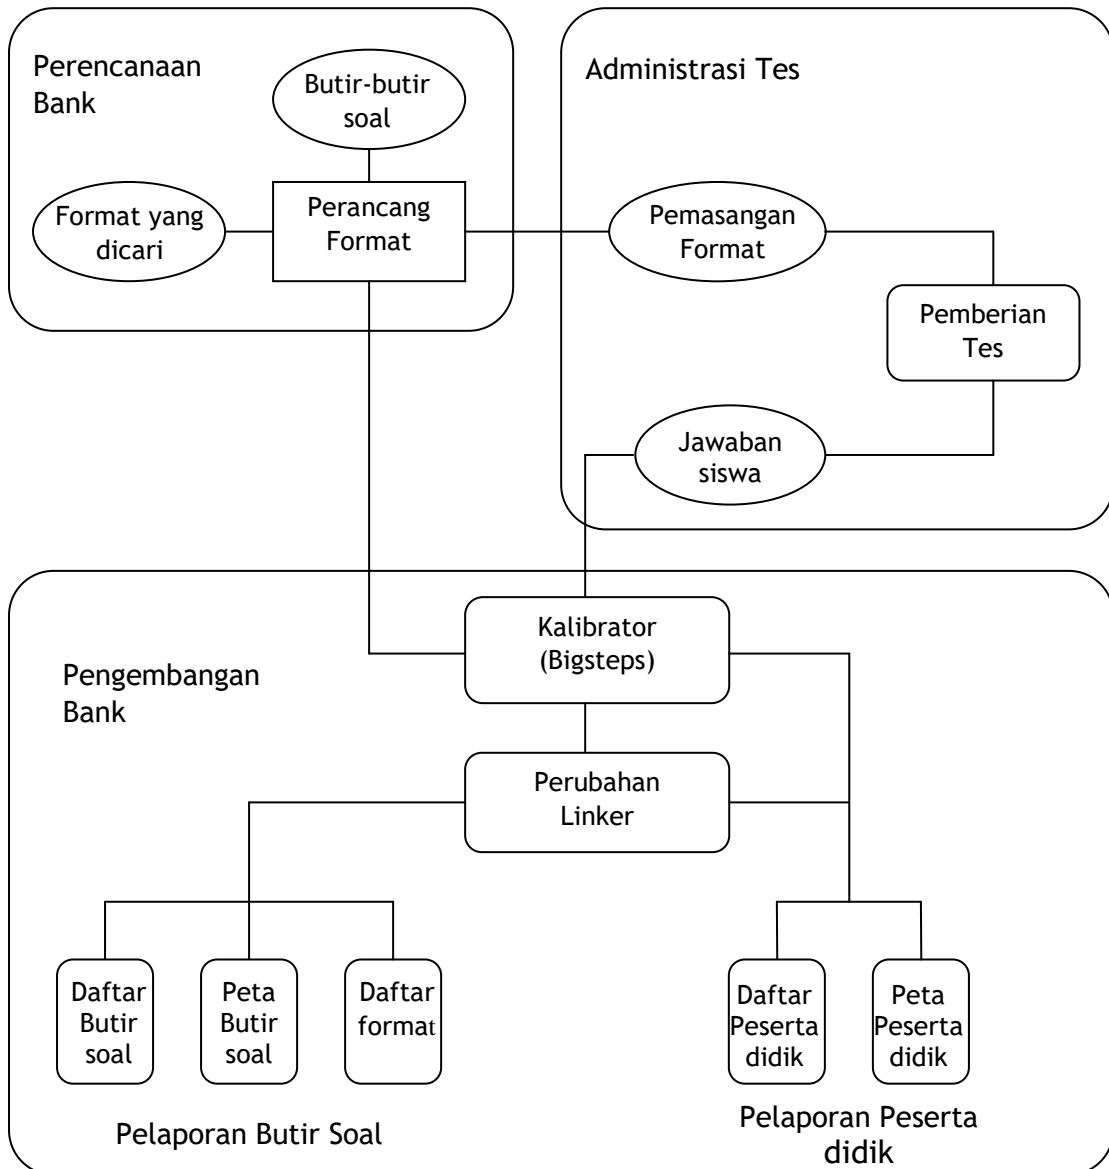 Perencanaan
Bank
Butir-butir
soal
Format yang
dicari
Perancang
Format
Administrasi Tes
Pemasangan
Format
Pemberian
Tes
Jawaban
siswa
Pengembangan
Bank
Kalibrator
(Bigsteps)
Perubahan
Linker
Daftar
Butir
soal
Peta
Butir
soal
Daftar
format
Daftar
Peserta
didik
Peta
Peserta
didik
Pelaporan Butir Soal
Pelaporan Peserta
didik